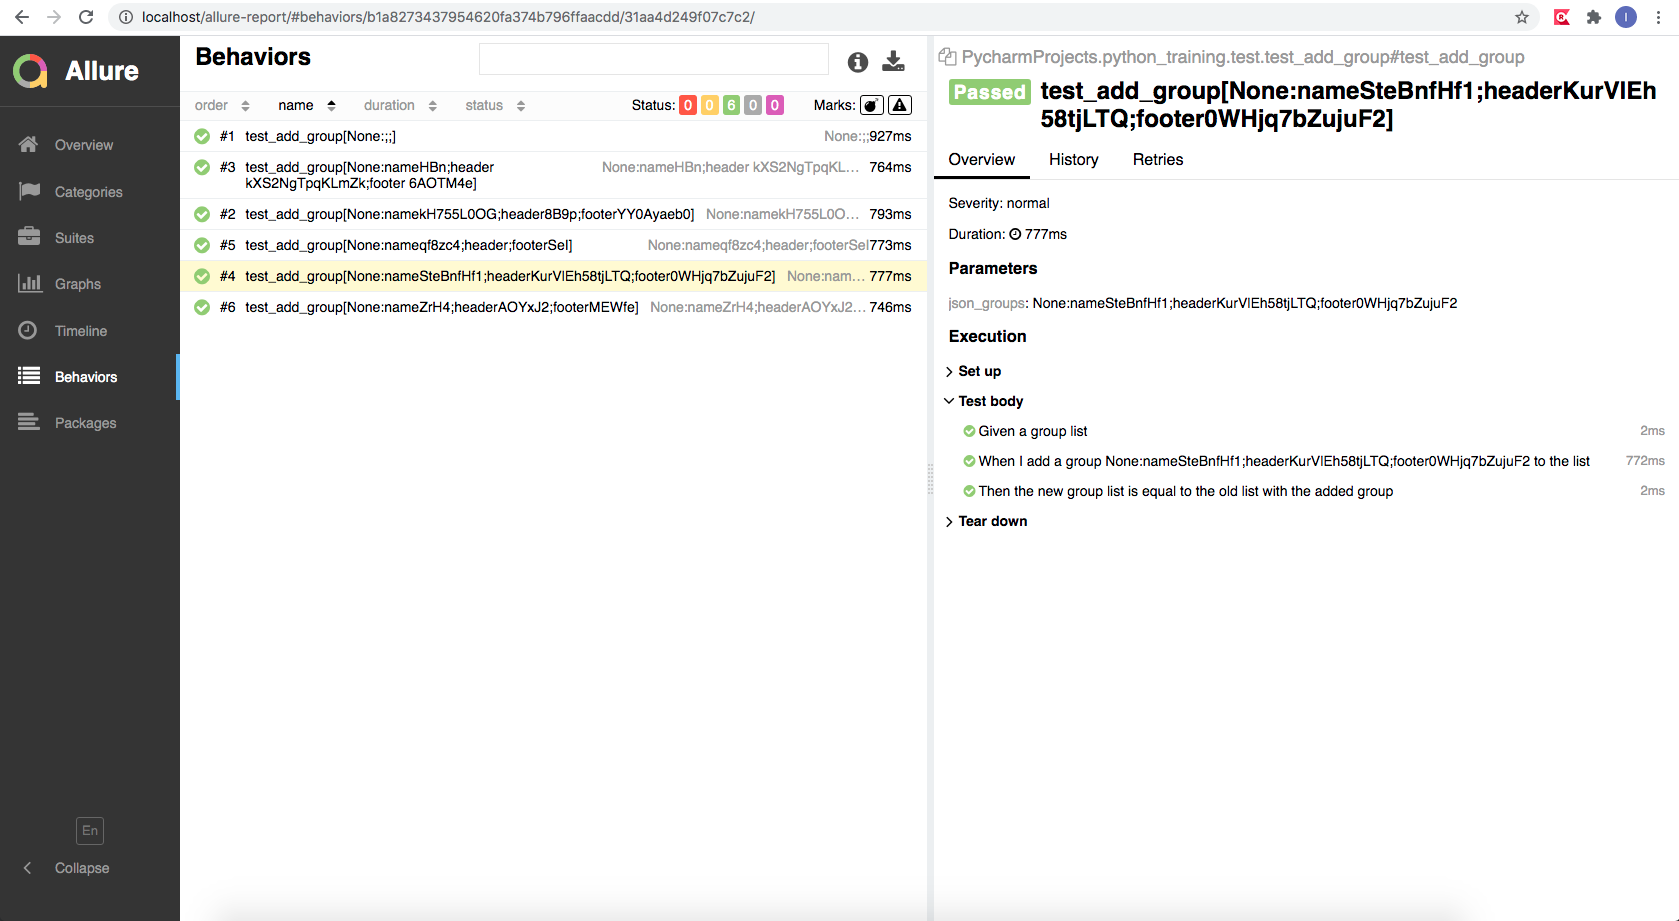 localhost/allure-report/#behaviors/b1a8273437954620fa374b796ffaacdd/31aa4d249f07c7c2/
I
Allure
Overview
Categories
Suites
Graphs
Timeline
Behaviors
Packages
En
Collapse
Behaviors
order name duration status Status: 0 0 6 0 0 Marks:
#1 test_add_group[None:;;] None:;; 927ms
#3 test_add_group[None:nameHBn;header None:nameHBn;header kXS2NgTpqKL... 764ms
kXS2NgTpqKLmZk;footer 6AOTM4e]
#2 test_add_group[None:namekH755L0OG;header8B9p;footerYY0Ayaeb0] None:namekH755L0O... 793ms
#5 test_add_group[None:nameqf8zc4;header;footerSeI] None:nameqf8zc4;header;footerSeI 773ms
#4 test_add_group[None:nameSteBnfHf1;headerKurVIEh58tjLTQ;footer0WHjq7bZujuF2] None:nam... 777ms
#6 test_add_group[None:nameZrH4;headerAOYxJ2;footerMEWfe] None:nameZrH4;headerAOYxJ2... 746ms
PycharmProjects.python_training.test.test_add_group#test_add_group
Passed test_add_group[None:nameSteBnfHf1;headerKurVIEh
58tjLTQ;footer0WHjq7bZujuF2]
Overview History Retries
Severity: normal
Duration: 777ms
Parameters
json_groups: None:nameSteBnfHf1;headerKurVIEh58tjLTQ;footer0WHjq7bZujuF2
Execution
Set up
Test body
Given a group list 2ms
When I add a group None:nameSteBnfHf1;headerKurVIEh58tjLTQ;footer0WHjq7bZujuF2 to the list 772ms
Then the new group list is equal to the old list with the added group 2ms
Tear down